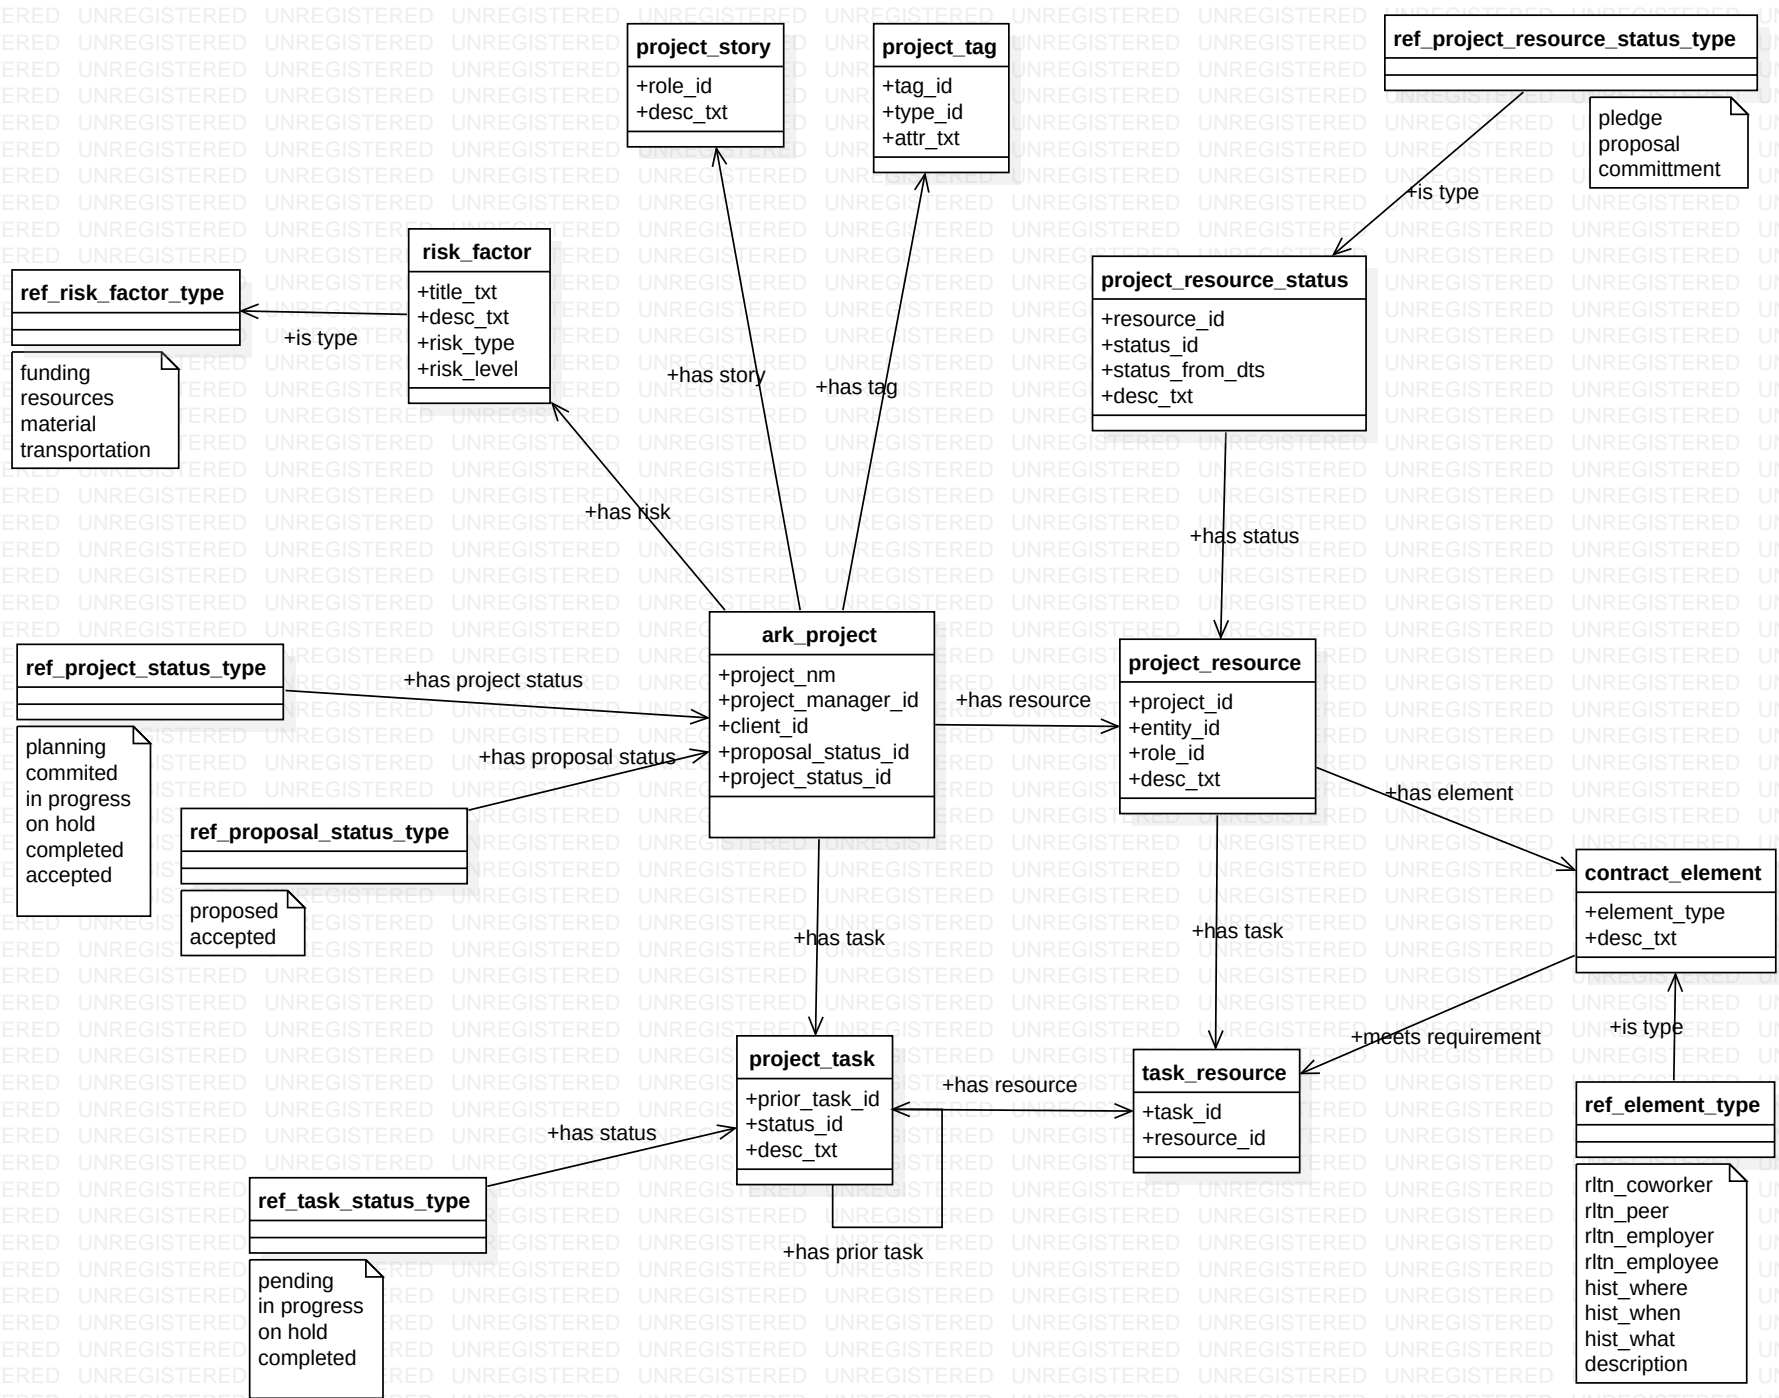 project_story
+role_id
+desc_txt
project_tag
+tag_id
+type_id
+attr_txt
ref_project_resource_status_type
pledge
proposal
committment
+is type
risk_factor
+title_txt
+desc_txt
+risk_type
+risk_level
ref_risk_factor_type
+is type
funding
resources
material
transportation
project_resource_status
+resource_id
+status_id
+status_from_dts
+desc_txt
+has story
+has tag
+has risk
+has status
ark_project
+project_nm
+project_manager_id
+client_id
+proposal_status_id
+project_status_id
ref_project_status_type
+has project status
planning
commited
in progress
on hold
completed
accepted
+has proposal status
ref_proposal_status_type
proposed
accepted
+has resource
project_resource
+project_id
+entity_id
+role_id
+desc_txt
+has element
contract_element
+element_type
+desc_txt
+has task
+has task
+meets requirement
+is type
project_task
+prior_task_id
+status_id
+desc_txt
+has resource
task_resource
+task_id
+resource_id
ref_element_type
rltn_coworker
rltn_peer
rltn_employer
rltn_employee
hist_where
hist_when
hist_what
description
+has status
ref_task_status_type
pending
in progress
on hold
completed
+has prior task
UNREGISTERED